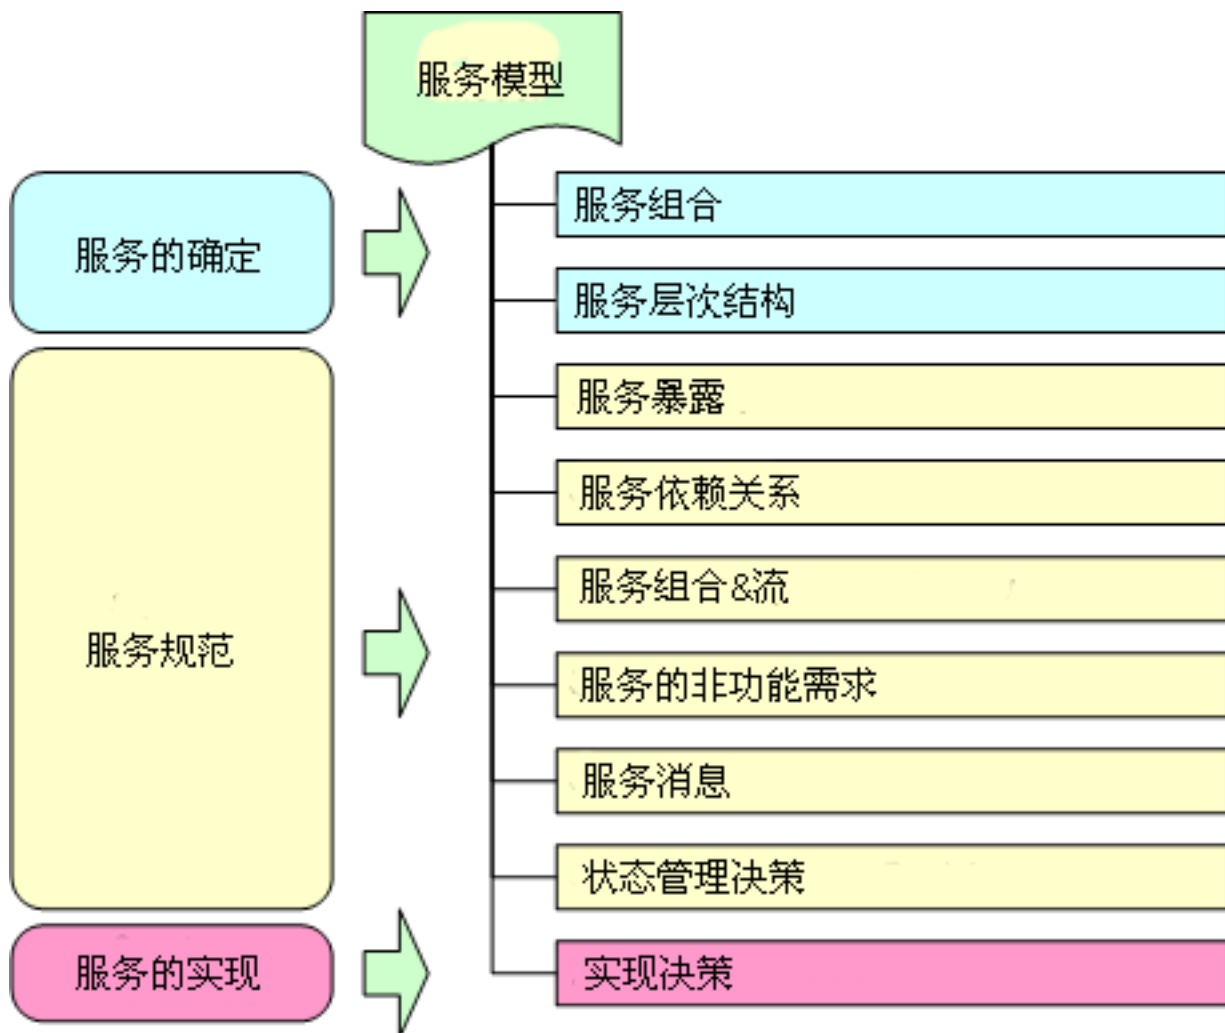 服务模型
服务的确定
服务组合
服务层次结构
服务规范
服务暴露
服务依赖关系
服务组合&流
服务的非功能需求
服务消息
状态管理决策
服务的实现
实现决策